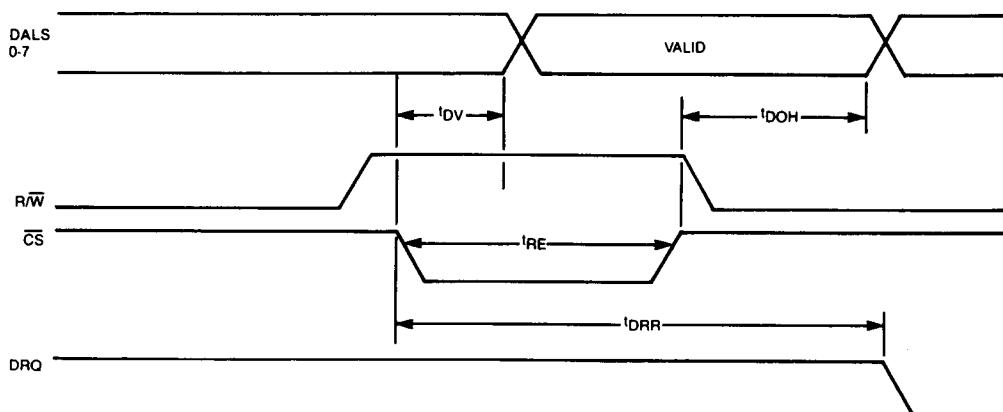 DALS
0-7
VALID
tDV
tDOH
R/W̅
C̅S̅
tRE
tDRR
DRQ